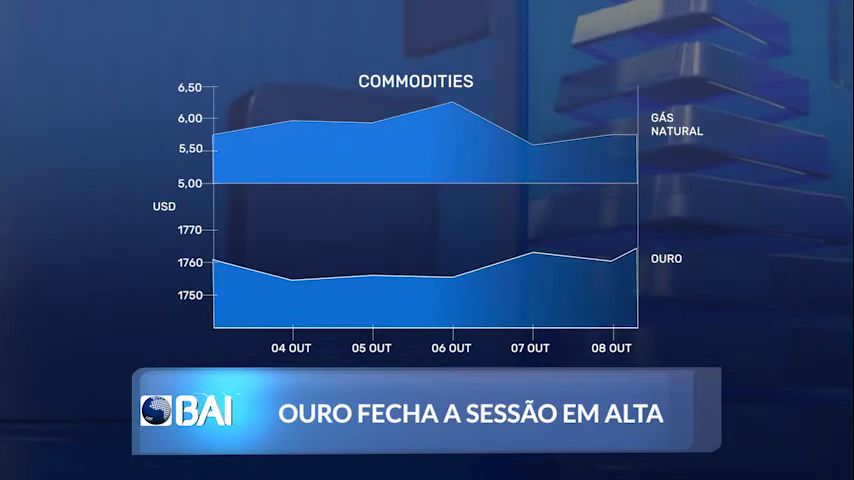 COMMODITIES
6,50
6,00
5,50
5,00
GÁS
NATURAL
USD
1770
1760
1750
OURO
04 OUT
05 OUT
06 OUT
07 OUT
08 OUT
BAI
OURO FECHA A SESSÃO EM ALTA